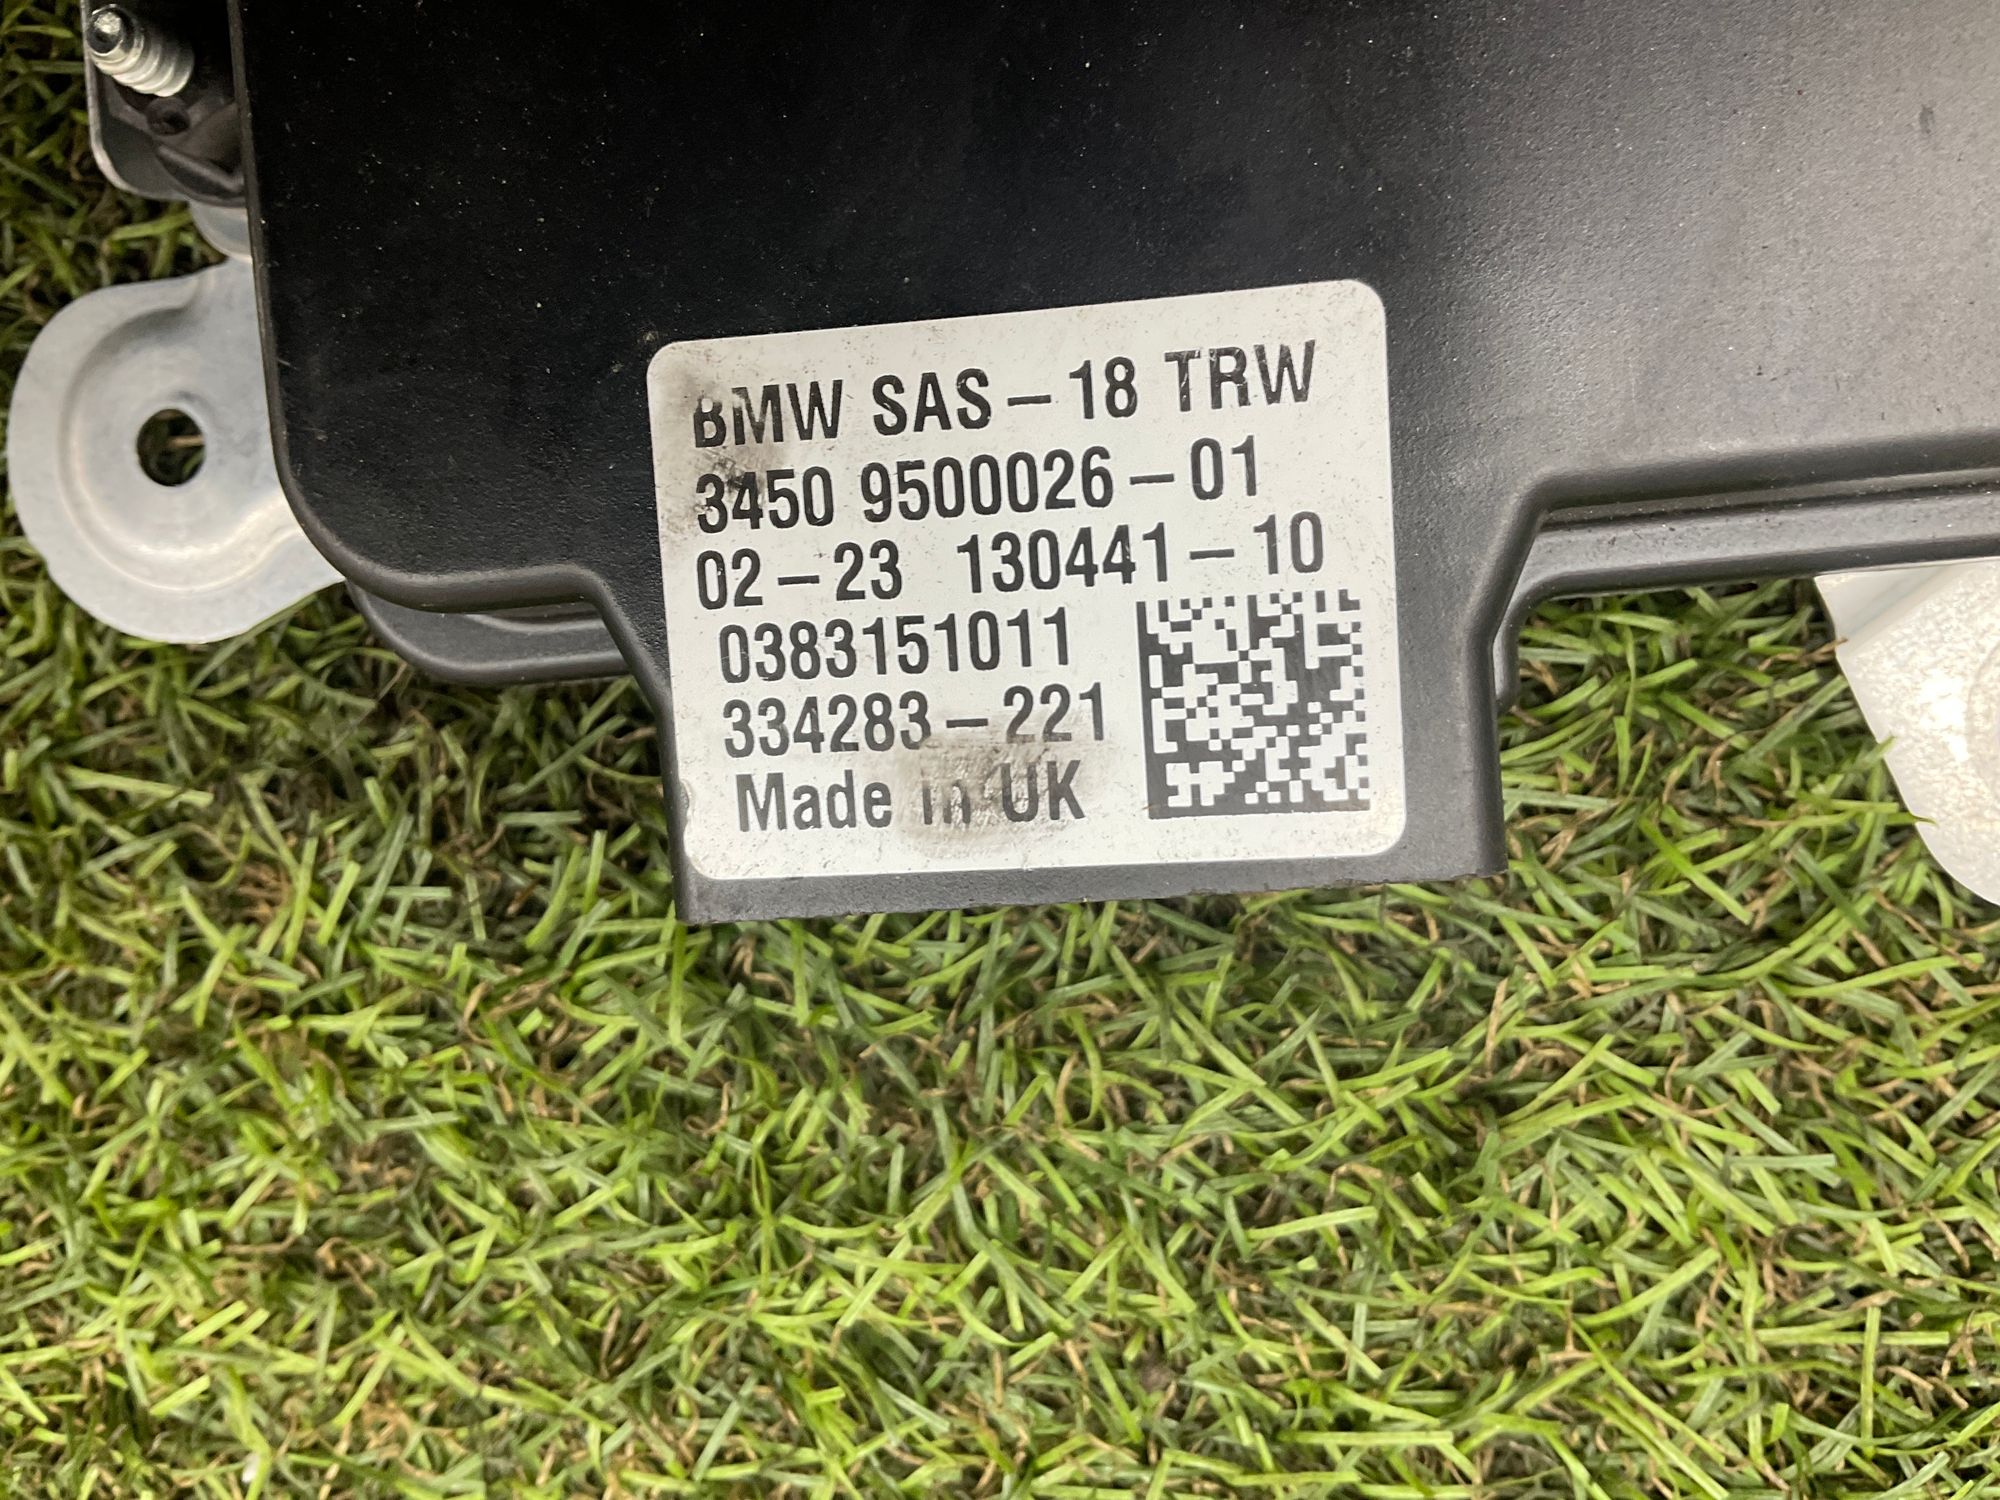 BMW SAS-18 TRW
3450 9500026-01
02-23 130441-10
0383151011
334283-221
Made in UK